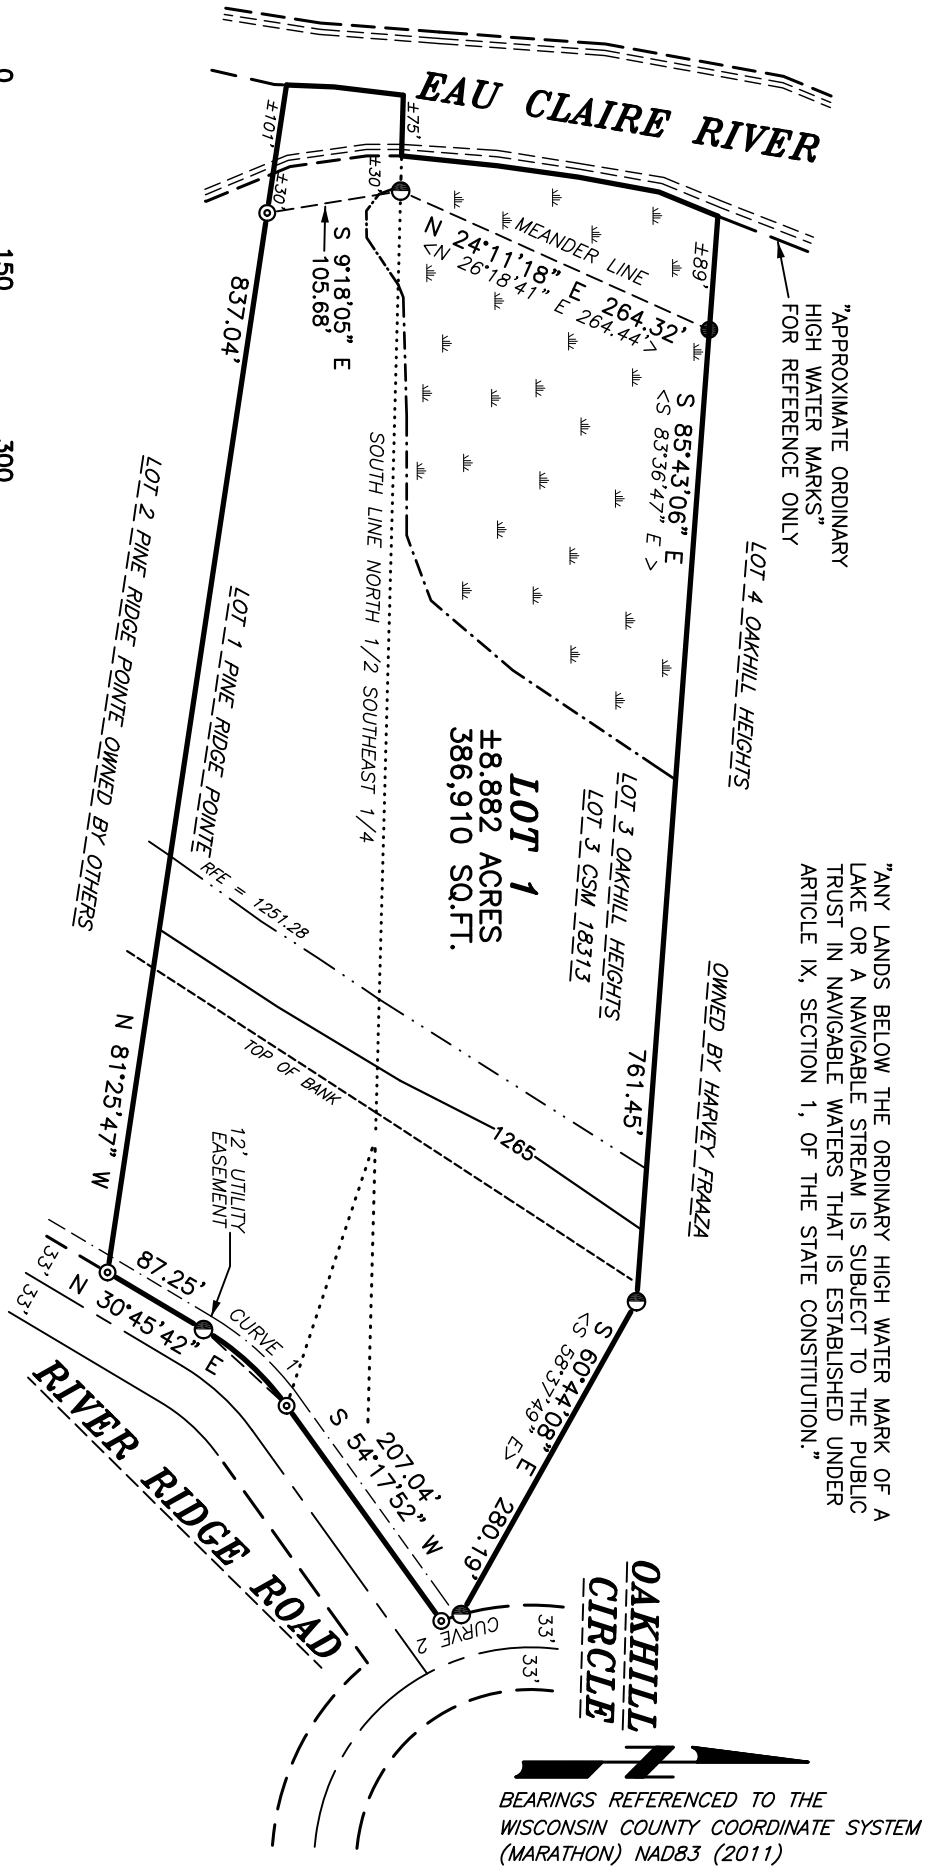 EAU CLAIRE RIVER
"APPROXIMATE ORDINARY
HIGH WATER MARKS"
FOR REFERENCE ONLY
"ANY LANDS BELOW THE ORDINARY HIGH WATER MARK OF A
LAKE OR A NAVIGABLE STREAM IS SUBJECT TO THE PUBLIC
TRUST IN NAVIGABLE WATERS THAT IS ESTABLISHED UNDER
ARTICLE IX, SECTION 1, OF THE STATE CONSTITUTION."
±101'
±75'
±30'
±30'
±89'
MEANDER LINE
N 24°11'18" E 264.32'
<N 26°18'41" E 264.44'>
S 9°18'05" E
105.68'
837.04'
S 85°43'06" E
<S 83°36'47" E >
LOT 4 OAKHILL HEIGHTS
SOUTH LINE NORTH 1/2 SOUTHEAST 1/4
LOT 2 PINE RIDGE POINTE OWNED BY OTHERS
LOT 1 PINE RIDGE POINTE
LOT 1
±8.882 ACRES
386,910 SQ.FT.
LOT 3 OAKHILL HEIGHTS
LOT 3 CSM 18313
OWNED BY HARVEY FRAAZA
761.45'
RFE = 1251.28
1265
TOP OF BANK
N 81°25'47" W
12' UTILITY
EASEMENT
87.25'
N 30°45'42" E
CURVE 1
33'
33'
207.04'
S 54°17'52" W
S 60°44'08" E
<S 58°37'49" E>
280.19'
CURVE 2
33'
33'
RIVER RIDGE ROAD
OAKHILL
CIRCLE
N
BEARINGS REFERENCED TO THE
WISCONSIN COUNTY COORDINATE SYSTEM
(MARATHON) NAD83 (2011)
0 150 300